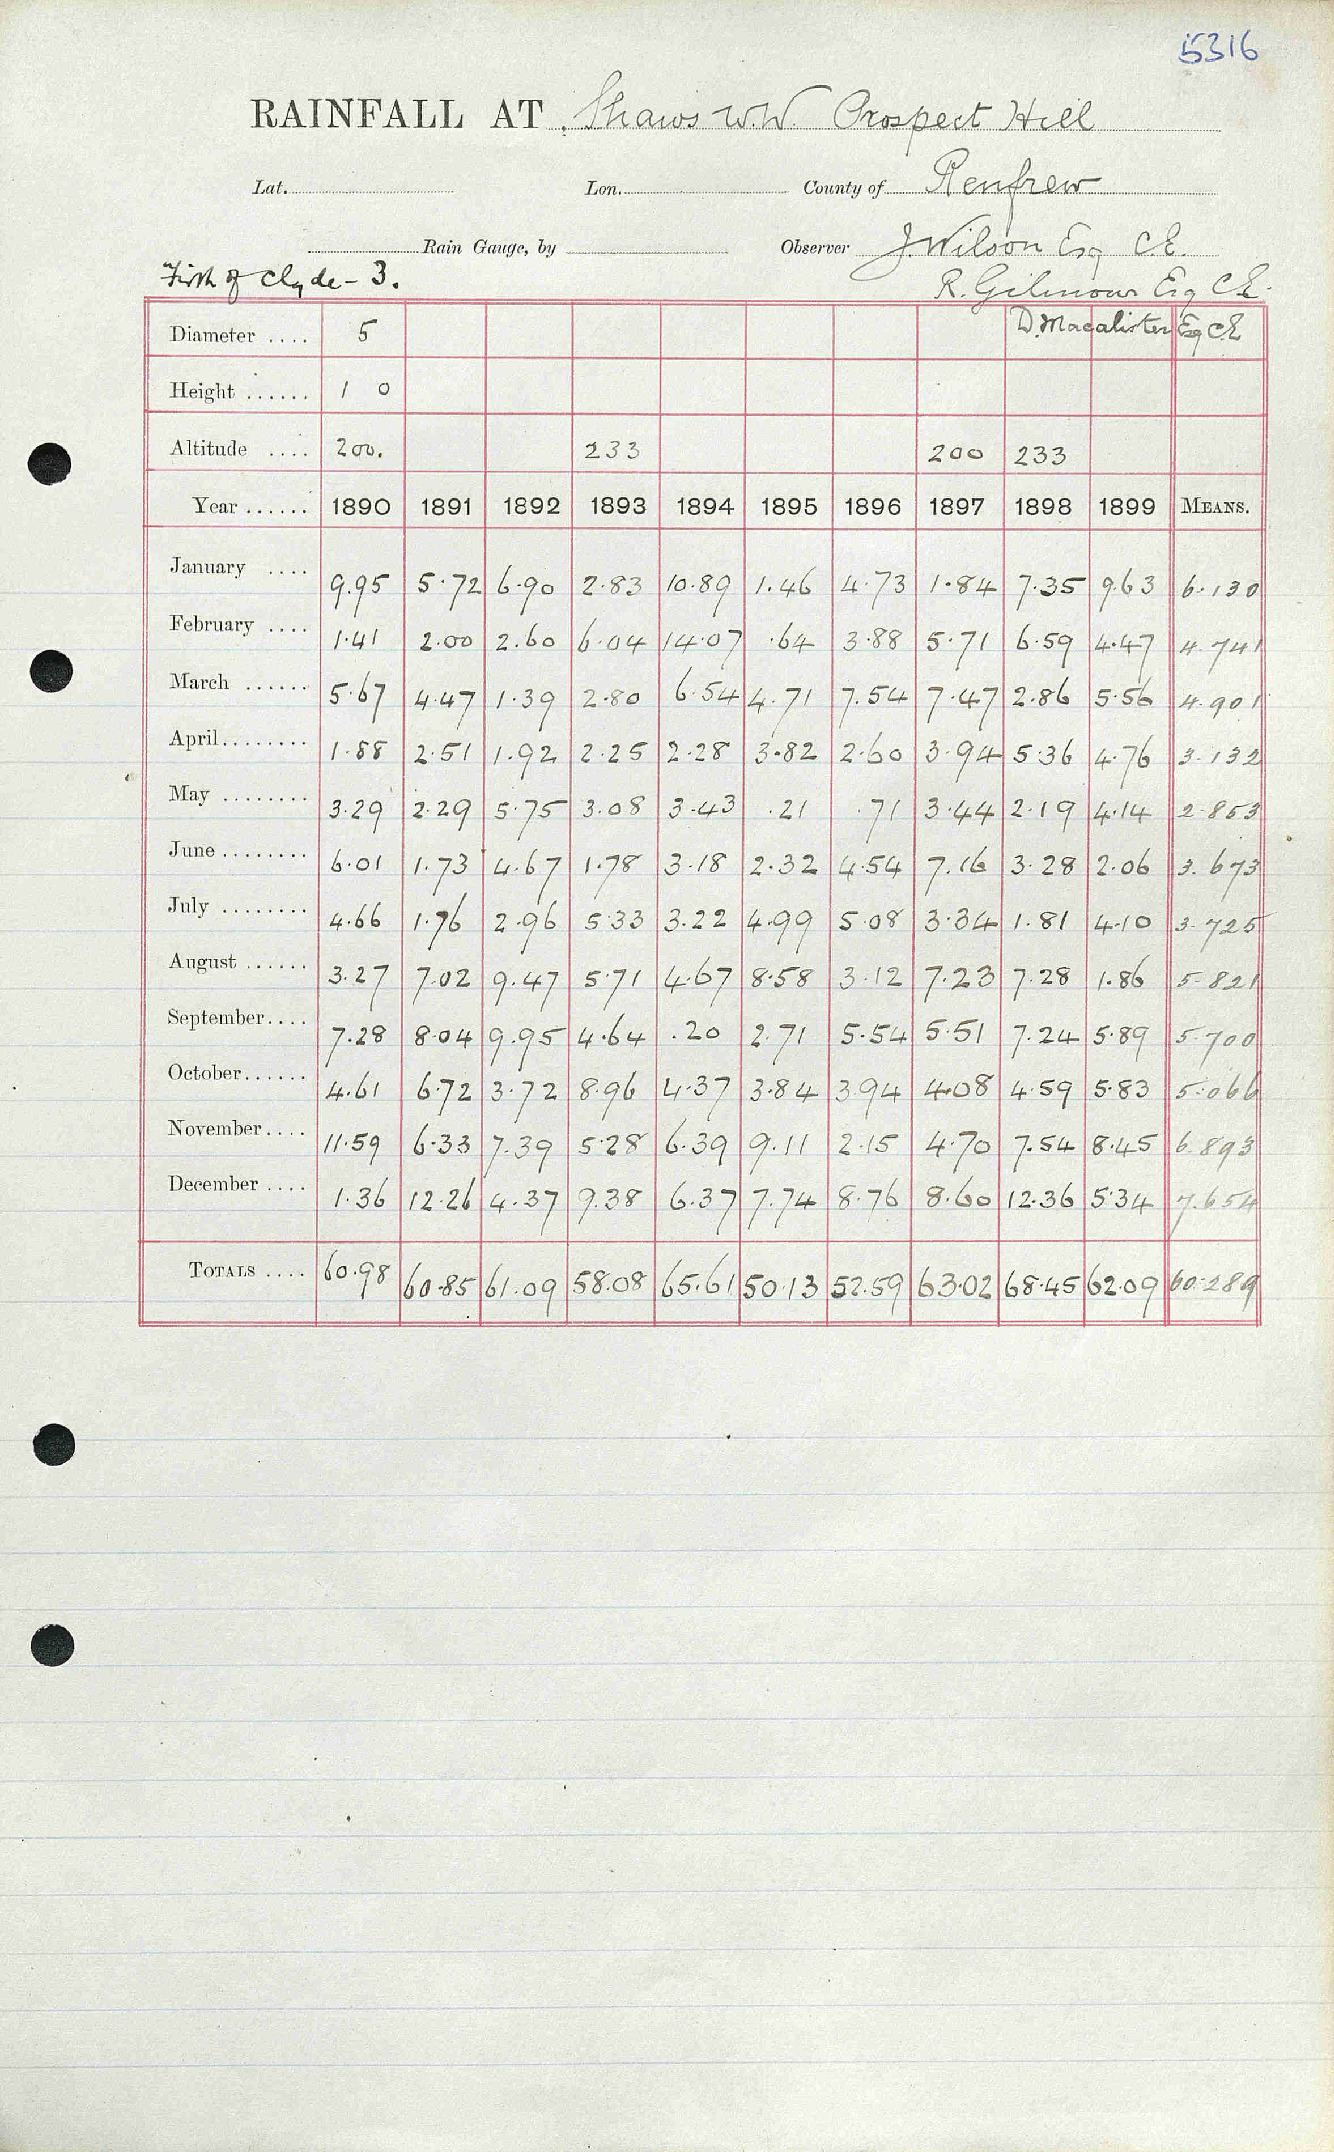 5316
RAINFALL AT Shaws W.W. Prospect Hill
Lat. Lon. County of Renfrew
Rain Gauge, by Observer J. Wilson Esq C.E.
Firth of Clyde - 3. R. Gilmour Esq C.E.
Diameter .... 5 D. Macalister Esq C.E
Height ...... 1 0
Altitude .... 200. 233 200 233
Year ...... 1890 1891 1892 1893 1894 1895 1896 1897 1898 1899 MEANS.
January .... 9.95 5.72 6.90 2.83 10.89 1.46 4.73 1.84 7.35 9.63 6.130
February .... 1.41 2.00 2.60 6.04 14.07 .64 3.88 5.71 6.59 4.47 4.741
March ...... 5.67 4.47 1.39 2.80 6.54 4.71 7.54 7.47 2.86 5.56 4.901
April........ 1.88 2.51 1.92 2.25 2.28 3.82 2.60 3.94 5.36 4.76 3.132
May ........ 3.29 2.29 5.75 3.08 3.43 .21 .71 3.44 2.19 4.14 2.853
June ........ 6.01 1.73 4.67 1.78 3.18 2.32 4.54 7.16 3.28 2.06 3.673
July ........ 4.66 1.76 2.96 5.33 3.22 4.99 5.08 3.34 1.81 4.10 3.725
August ...... 3.27 7.02 9.47 5.71 4.67 8.58 3.12 7.23 7.28 1.86 5.821
September.... 7.28 8.04 9.95 4.64 .20 2.71 5.54 5.51 7.24 5.89 5.700
October...... 4.61 6.72 3.72 8.96 4.37 3.84 3.94 4.08 4.59 5.83 5.066
November.... 11.59 6.33 7.39 5.28 6.39 9.11 2.15 4.70 7.54 8.45 6.893
December .... 1.36 12.26 4.37 9.38 6.37 7.74 8.76 8.60 12.36 5.34 7.654
TOTALS .... 60.98 60.85 61.09 58.08 65.61 50.13 52.59 63.02 68.45 62.09 60.289